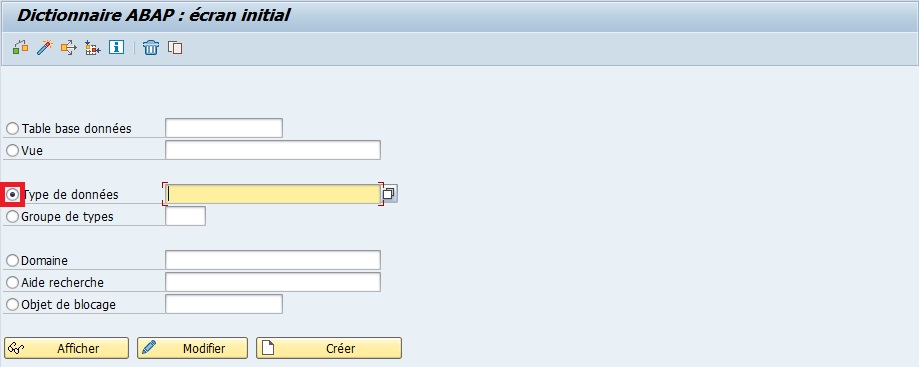 Dictionnaire ABAP : écran initial
Table base données
Vue
Type de données
Groupe de types
Domaine
Aide recherche
Objet de blocage
Afficher Modifier Créer